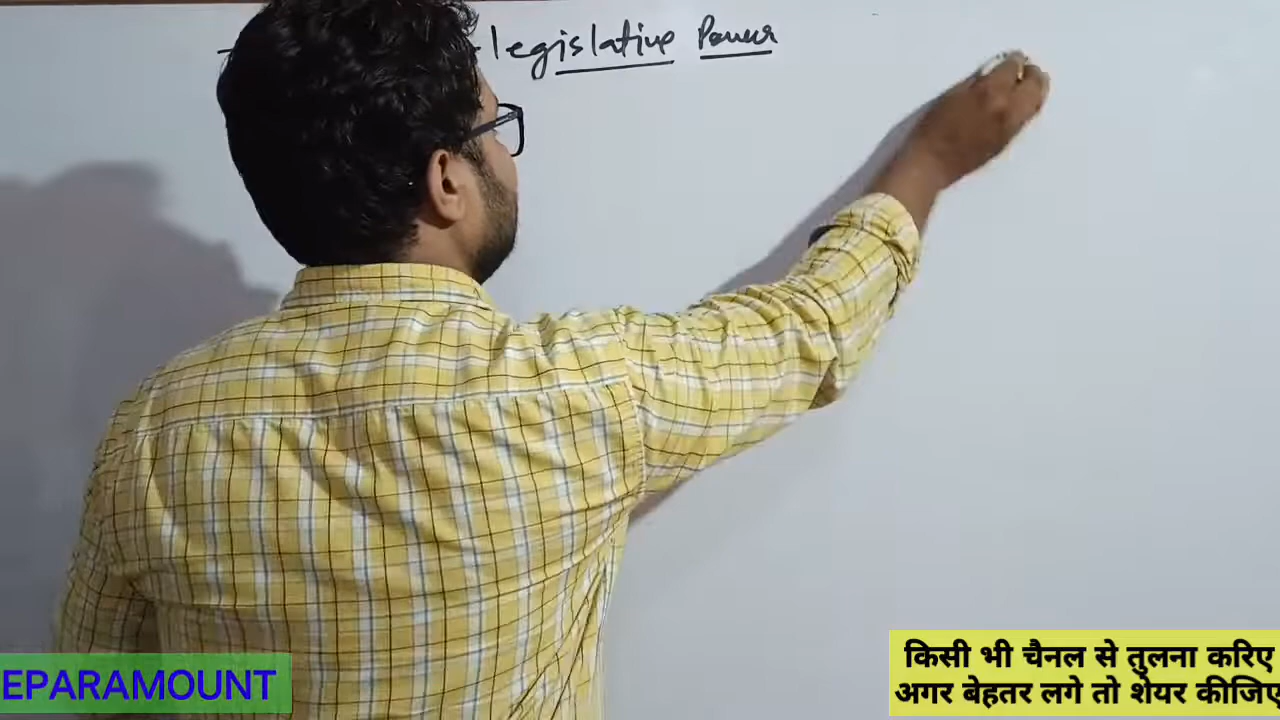 legislative Power
EPARAMOUNT
किसी भी चैनल से तुलना करिए
अगर बेहतर लगे तो शेयर कीजिए